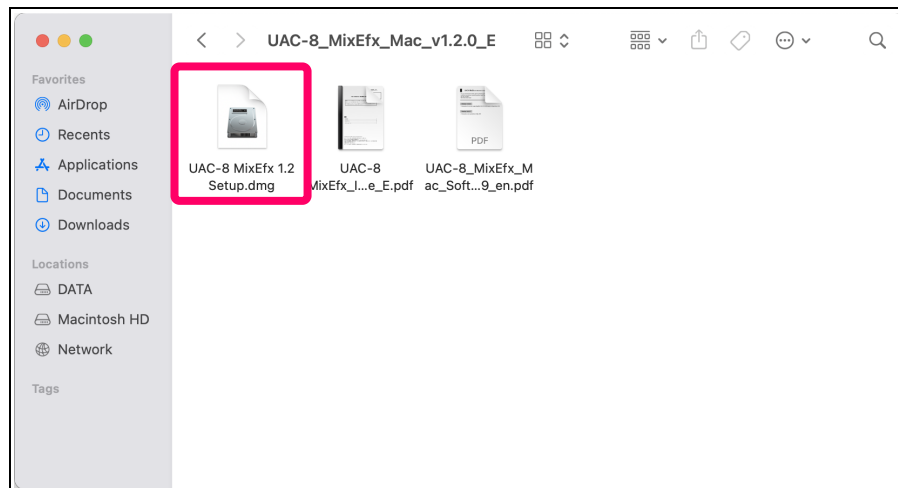 UAC-8_MixEfx_Mac_v1.2.0_E
Favorites
AirDrop
Recents
Applications
Documents
Downloads
Locations
DATA
Macintosh HD
Network
Tags
UAC-8 MixEfx 1.2
Setup.dmg
UAC-8
MixEfx_I...e_E.pdf
PDF
UAC-8_MixEfx_M
ac_Soft...9_en.pdf